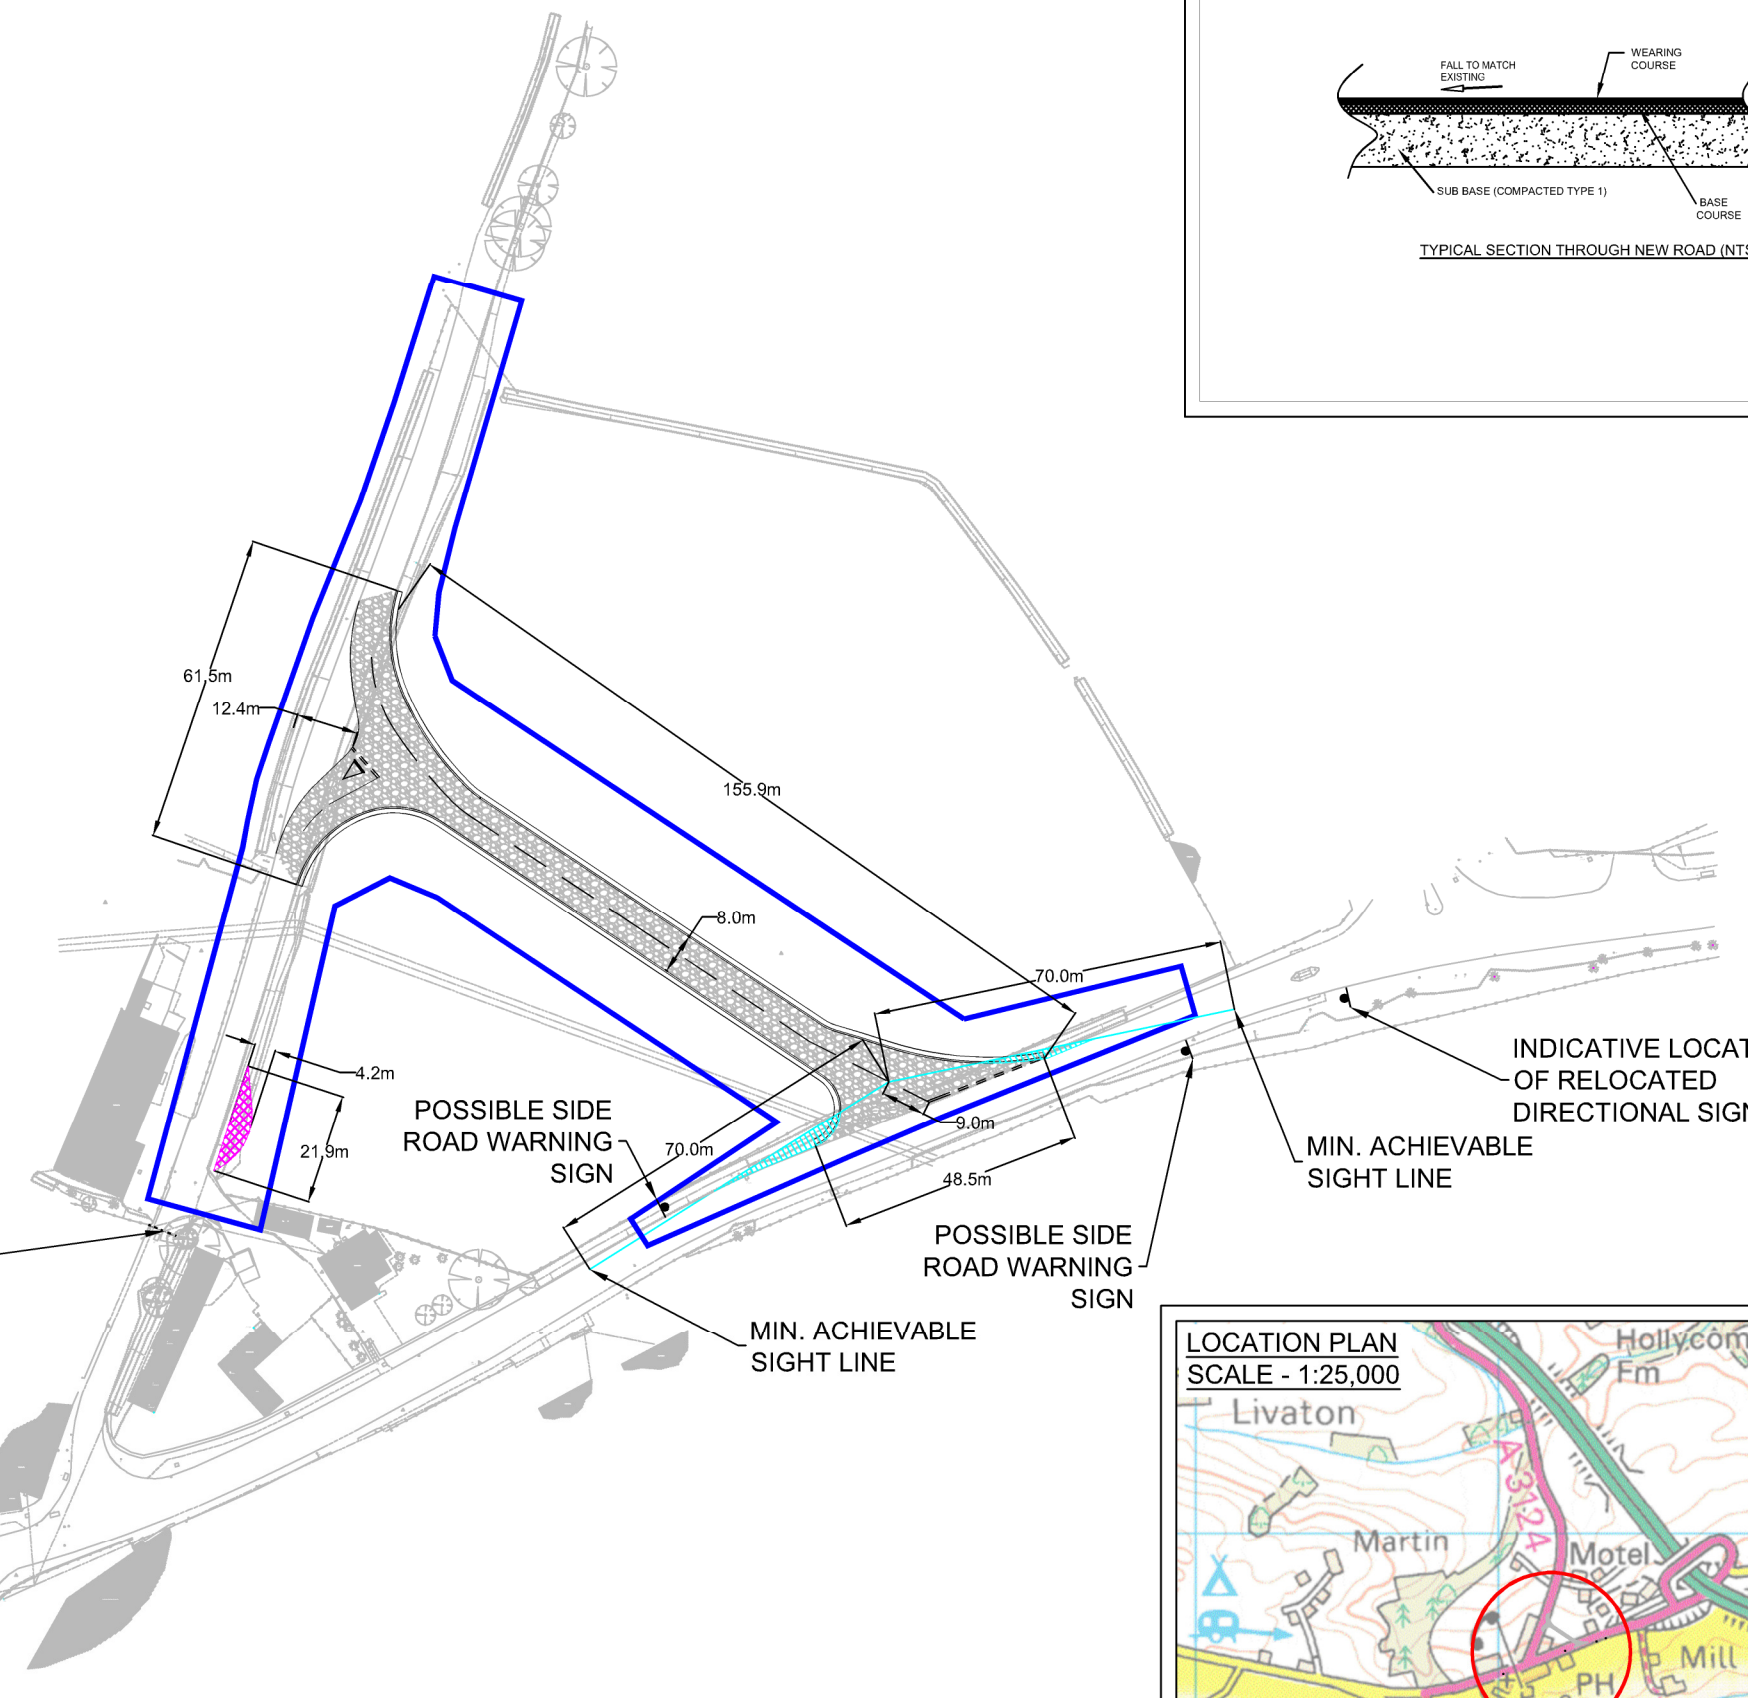 WEARING
COURSE
FALL TO MATCH
EXISTING
SUB BASE (COMPACTED TYPE 1)
BASE
COURSE
TYPICAL SECTION THROUGH NEW ROAD (NTS
61.5m
12.4m
155.9m
8.0m
70.0m
4.2m
21.9m
POSSIBLE SIDE
ROAD WARNING
SIGN
70.0m
9.0m
48.5m
INDICATIVE LOCAT
OF RELOCATED
DIRECTIONAL SIGN
MIN. ACHIEVABLE
SIGHT LINE
POSSIBLE SIDE
ROAD WARNING
SIGN
MIN. ACHIEVABLE
SIGHT LINE
LOCATION PLAN
SCALE - 1:25,000
Hollycom
Fm
Livaton
A 3124
Martin
Motel
Mill
PH